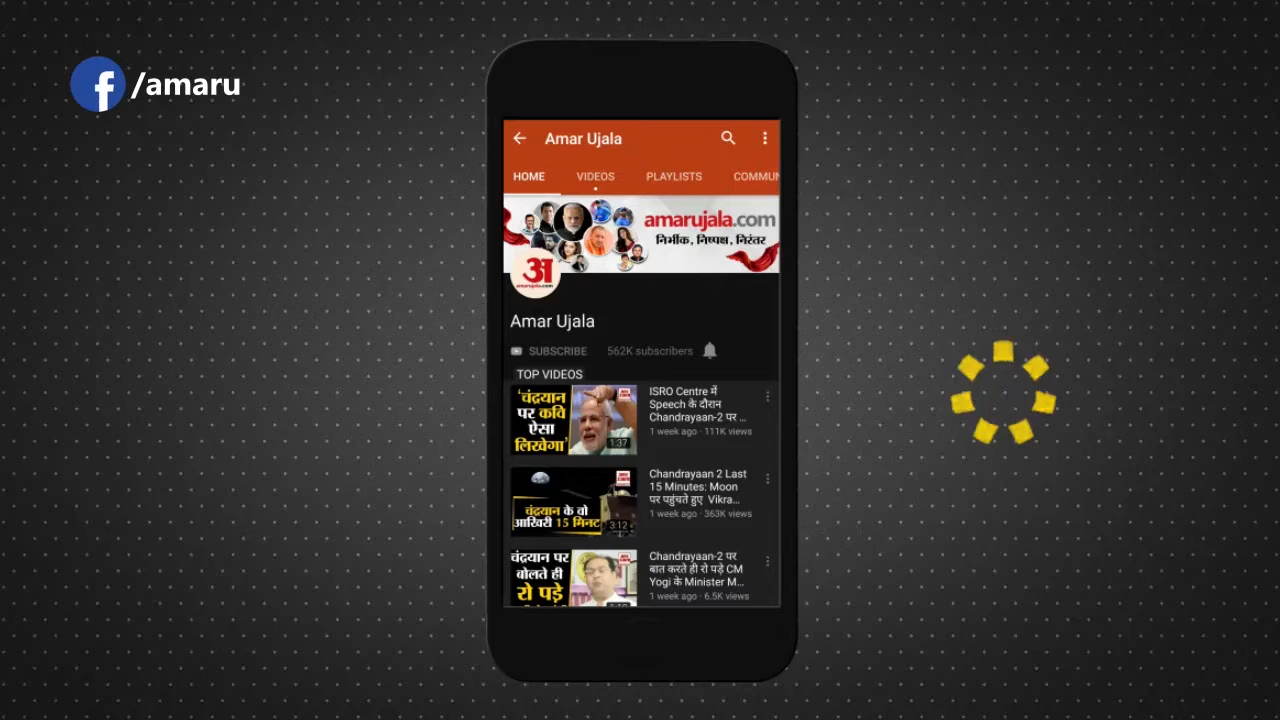 /amaru
Amar Ujala
HOME VIDEOS PLAYLISTS COMMUN
amarujala.com
निर्भीक, निष्पक्ष, निरंतर
अ
amarujala.com
Amar Ujala
SUBSCRIBE 562K subscribers
TOP VIDEOS
'चंद्रयान
पर कवि
ऐसा
लिखेगा'
1:37
ISRO Centre में
Speech के दौरान
Chandrayaan-2 पर ...
1 week ago · 111K views
चंद्रयान के वो
आखिरी 15 मिनट
3:12
Chandrayaan 2 Last
15 Minutes: Moon
पर पहुंचते हुए Vikra...
1 week ago · 363K views
चंद्रयान पर
बोलते ही
रो पड़े
Chandrayaan-2 पर
बात करते ही रो पड़े CM
Yogi के Minister M...
1 week ago · 6.5K views